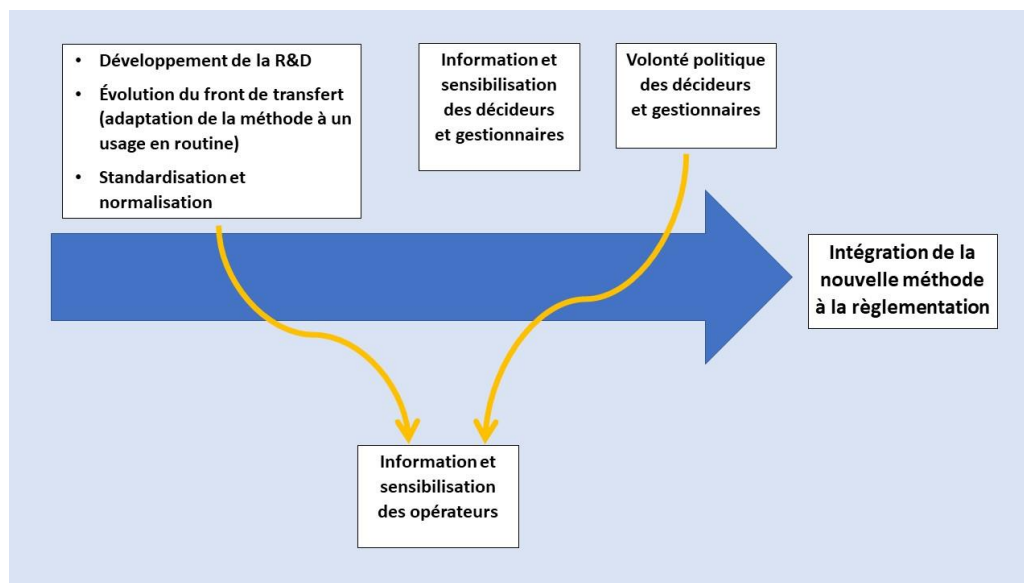 • Développement de la R&D
• Évolution du front de transfert
(adaptation de la méthode à un
usage en routine)
• Standardisation et
normalisation
Information et
sensibilisation
des décideurs
et gestionnaires
Volonté politique
des décideurs
et gestionnaires
Intégration de la
nouvelle méthode
à la règlementation
Information et
sensibilisation
des opérateurs